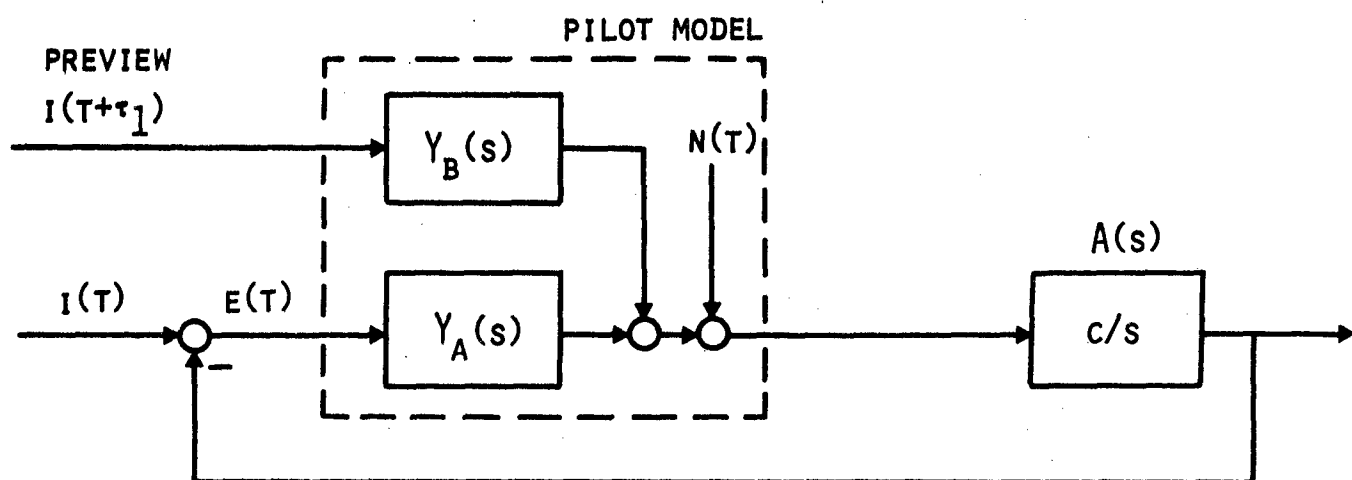 PILOT MODEL
PREVIEW
I(T+τ1)
Y_B(s)
N(T)
A(s)
I(T)
E(T)
Y_A(s)
c/s
−